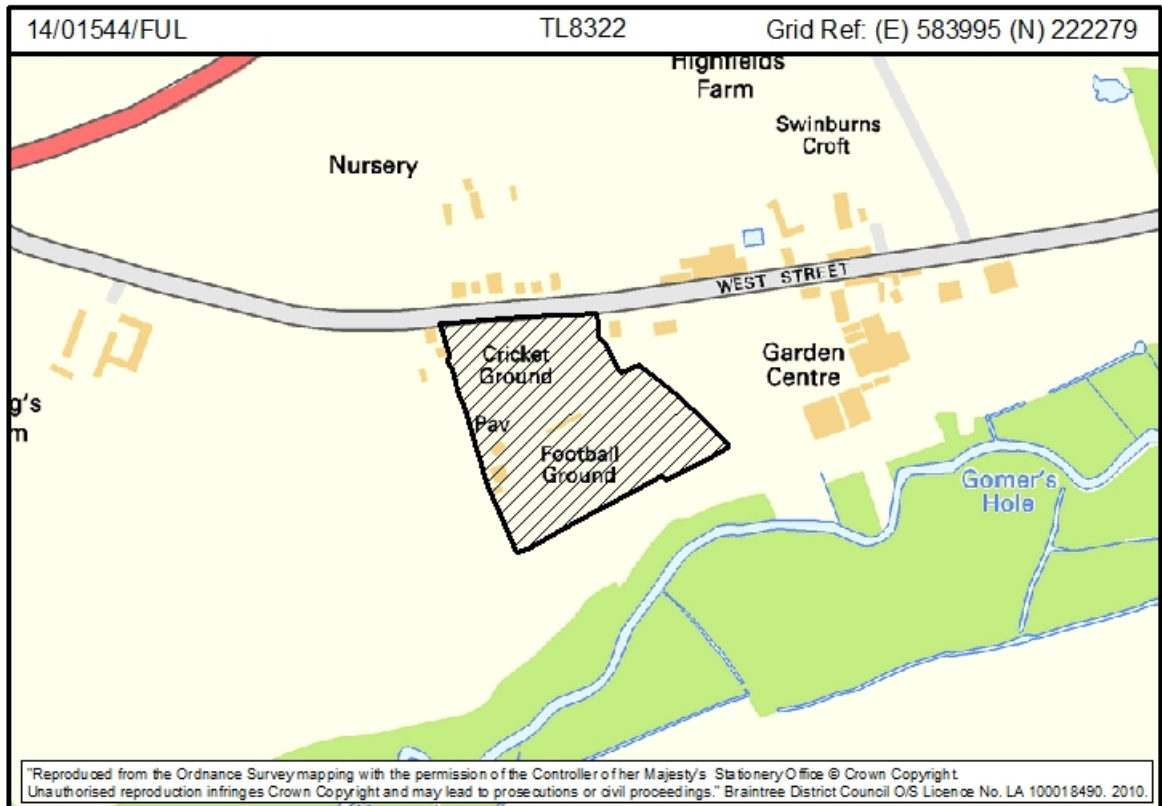 14/01544/FUL TL8322 Grid Ref: (E) 583995 (N) 222279
Highfields
Farm
Swinburns
Croft
Nursery
WEST STREET
Cricket
Ground
Garden
Centre
g's
m
Pav
Football
Ground
Gomer's
Hole
"Reproduced from the Ordnance Survey mapping with the permission of the Controller of her Majesty's Stationery Office © Crown Copyright.
Unauthorised reproduction infringes Crown Copyright and may lead to prosecutions or civil proceedings." Braintree District Council O/S Licence No. LA 100018490. 2010.